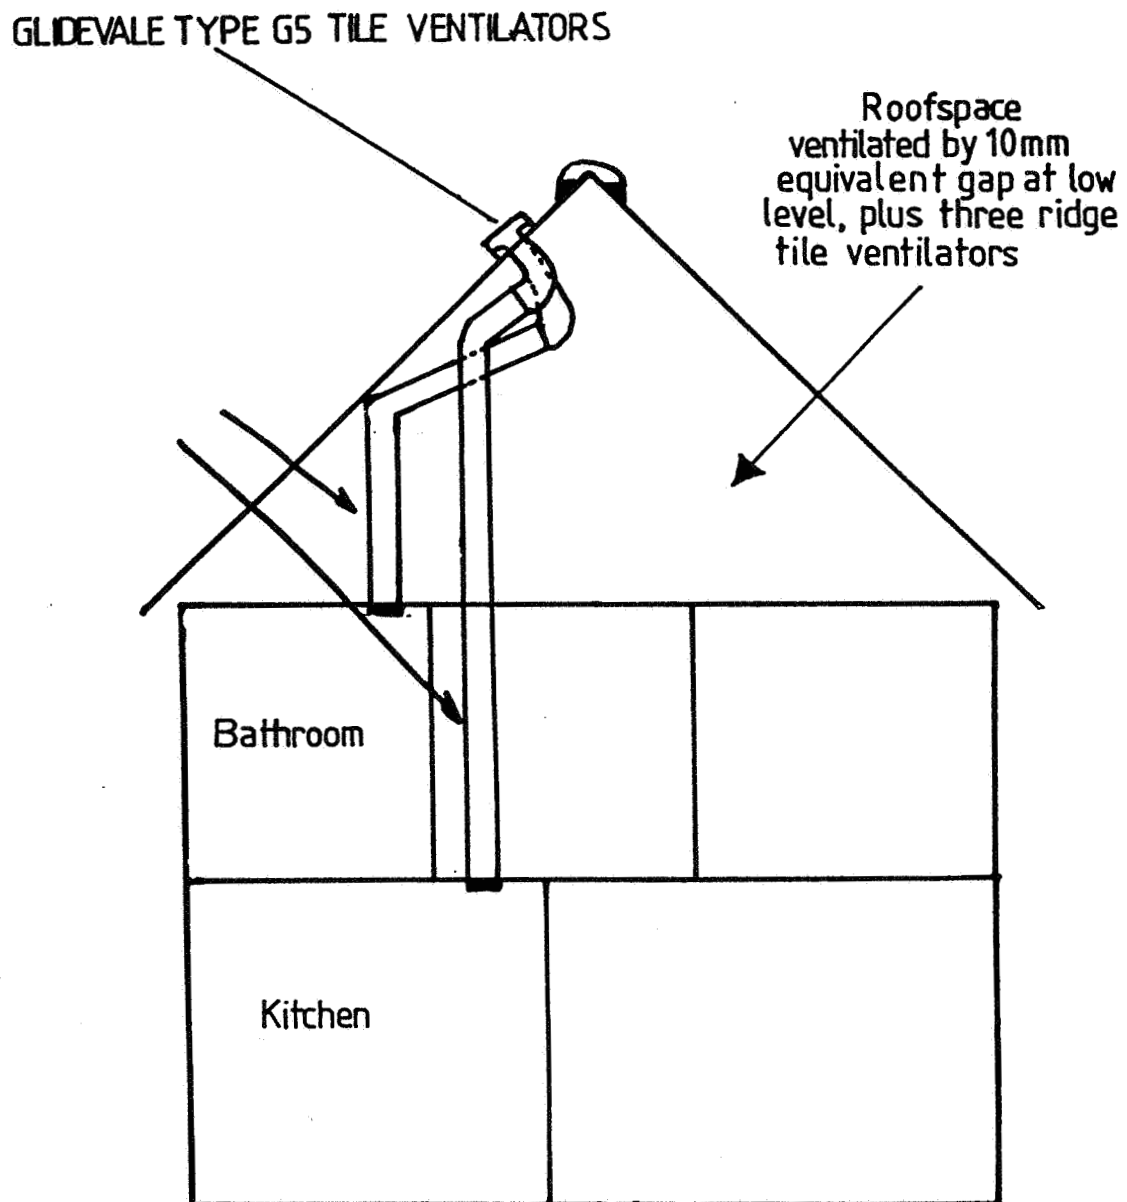 GLIDEVALE TYPE G5 TILE VENTILATORS
Roofspace
ventilated by 10mm
equivalent gap at low
level, plus three ridge
tile ventilators
Bathroom
Kitchen